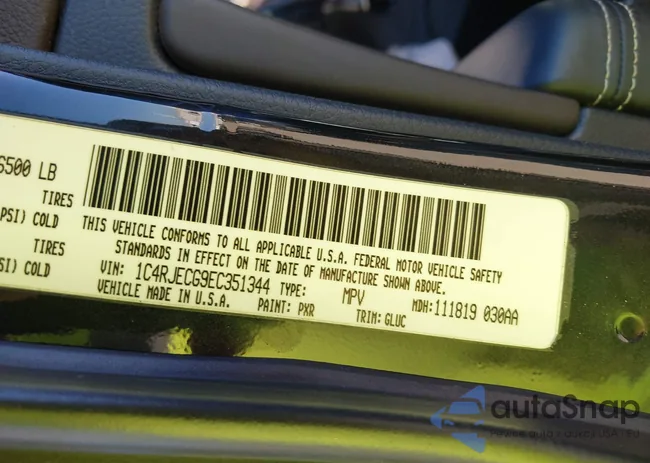 6500 LB
TIRES
PSI) COLD
TIRES
SI) COLD
THIS VEHICLE CONFORMS TO ALL APPLICABLE U.S.A. FEDERAL MOTOR VEHICLE SAFETY
STANDARDS IN EFFECT ON THE DATE OF MANUFACTURE SHOWN ABOVE.
VIN: 1C4RJECG9EC351344 TYPE: MPV MDH:111819 030AA
VEHICLE MADE IN U.S.A. PAINT: PXR TRIM: GLUC
autoSnap